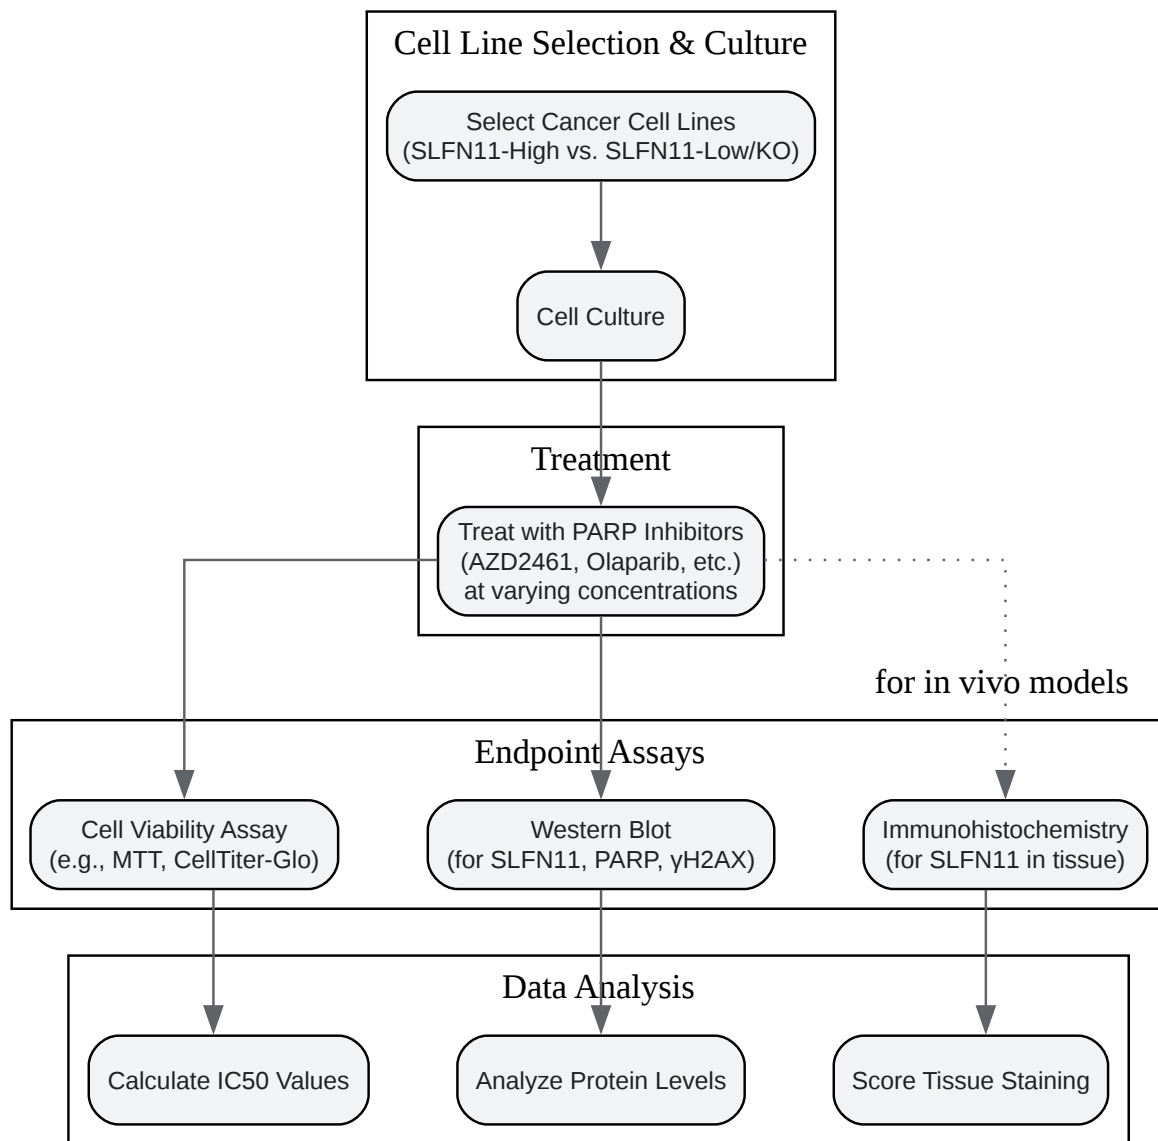 Cell Line Selection & Culture
Select Cancer Cell Lines
(SLFN11-High vs. SLFN11-Low/KO)
Cell Culture
Treatment
Treat with PARP Inhibitors
(AZD2461, Olaparib, etc.)
at varying concentrations
for in vivo models
Endpoint Assays
Cell Viability Assay
(e.g., MTT, CellTiter-Glo)
Western Blot
(for SLFN11, PARP, γH2AX)
Immunohistochemistry
(for SLFN11 in tissue)
Data Analysis
Calculate IC50 Values
Analyze Protein Levels
Score Tissue Staining